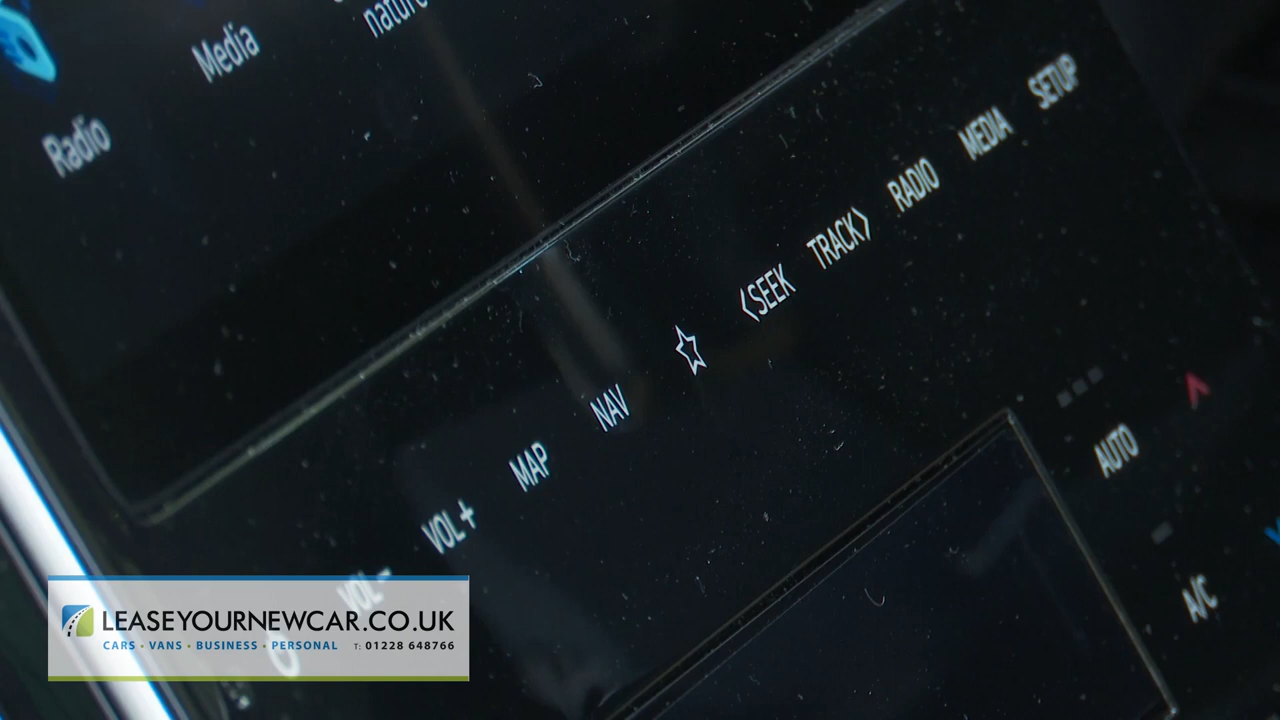 Radio
Media
nature
VOL-
VOL+
MAP
NAV
<SEEK
TRACK>
RADIO
MEDIA
SETUP
AUTO
A/C
LEASEYOURNEWCAR.CO.UK
CARS • VANS • BUSINESS • PERSONAL T: 01228 648766